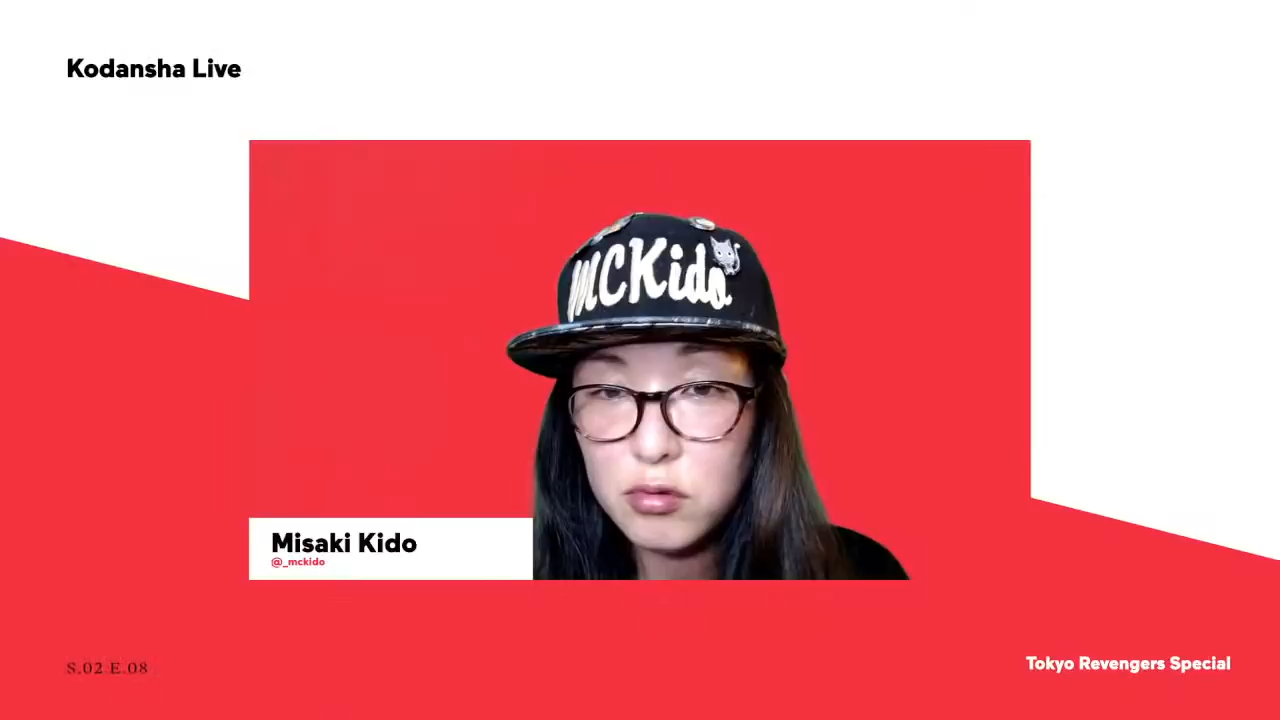 Kodansha Live
MCKido
Misaki Kido
@_mckido
S.02 E.08
Tokyo Revengers Special